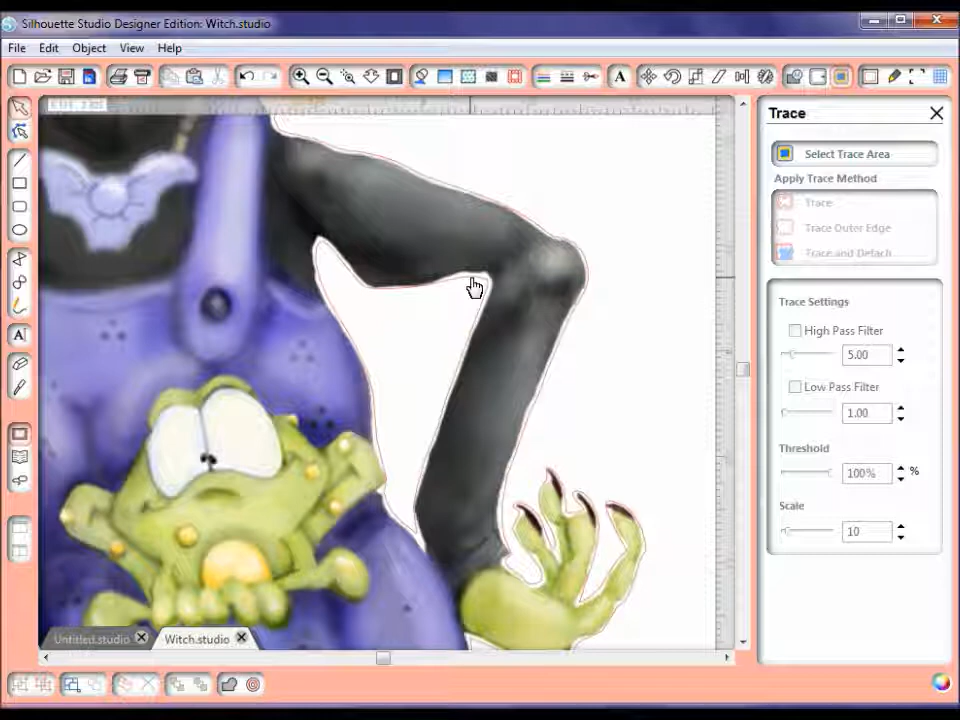 Silhouette Studio Designer Edition: Witch.studio
File Edit Object View Help
Trace
Select Trace Area
Apply Trace Method
Trace
Trace Outer Edge
Trace and Detach
Trace Settings
High Pass Filter
5.00
Low Pass Filter
1.00
Threshold
100% %
Scale
10
Untitled.studio Witch.studio